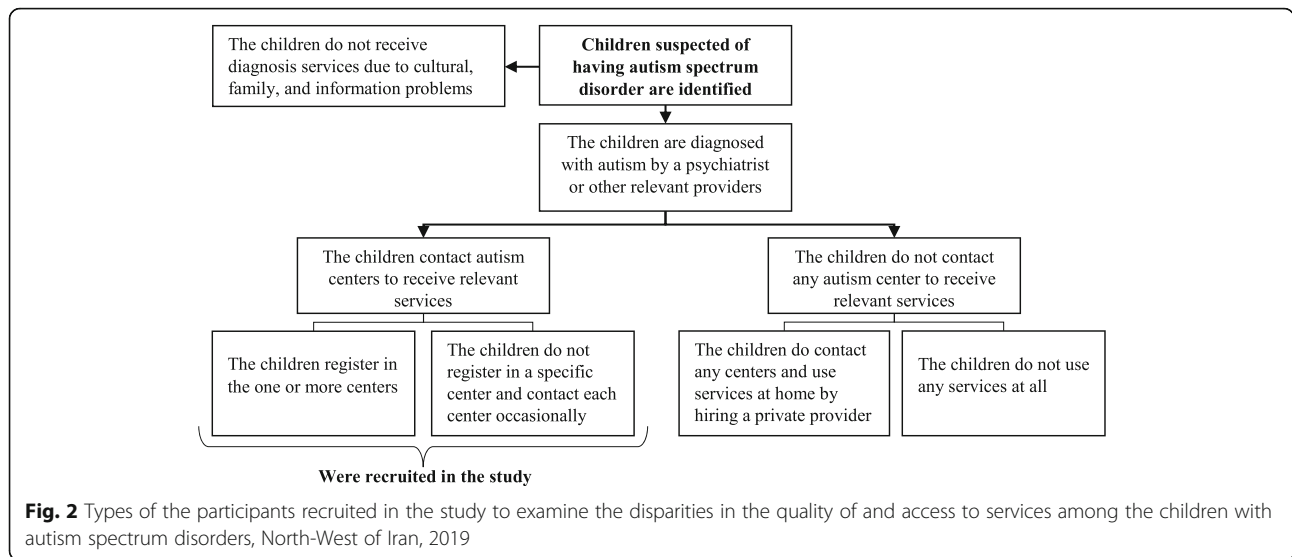 The children do not receive
diagnosis services due to cultural,
family, and information problems
Children suspected of
having autism spectrum
disorder are identified
The children are diagnosed
with autism by a psychiatrist
or other relevant providers
The children contact autism
centers to receive relevant
services
The children do not contact
any autism center to receive
relevant services
The children register in
the one or more centers
The children do not
register in a specific
center and contact each
center occasionally
The children do contact
any centers and use
services at home by
hiring a private provider
The children do not use
any services at all
Were recruited in the study
Fig. 2 Types of the participants recruited in the study to examine the disparities in the quality of and access to services among the children with
autism spectrum disorders, North-West of Iran, 2019